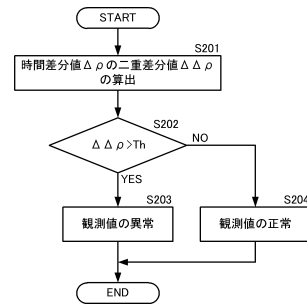 START
S201
時間差分値Δρの二重差分値ΔΔρ
の算出
S202
ΔΔρ>Th
NO
YES
S203
S204
観測値の異常
観測値の正常
END